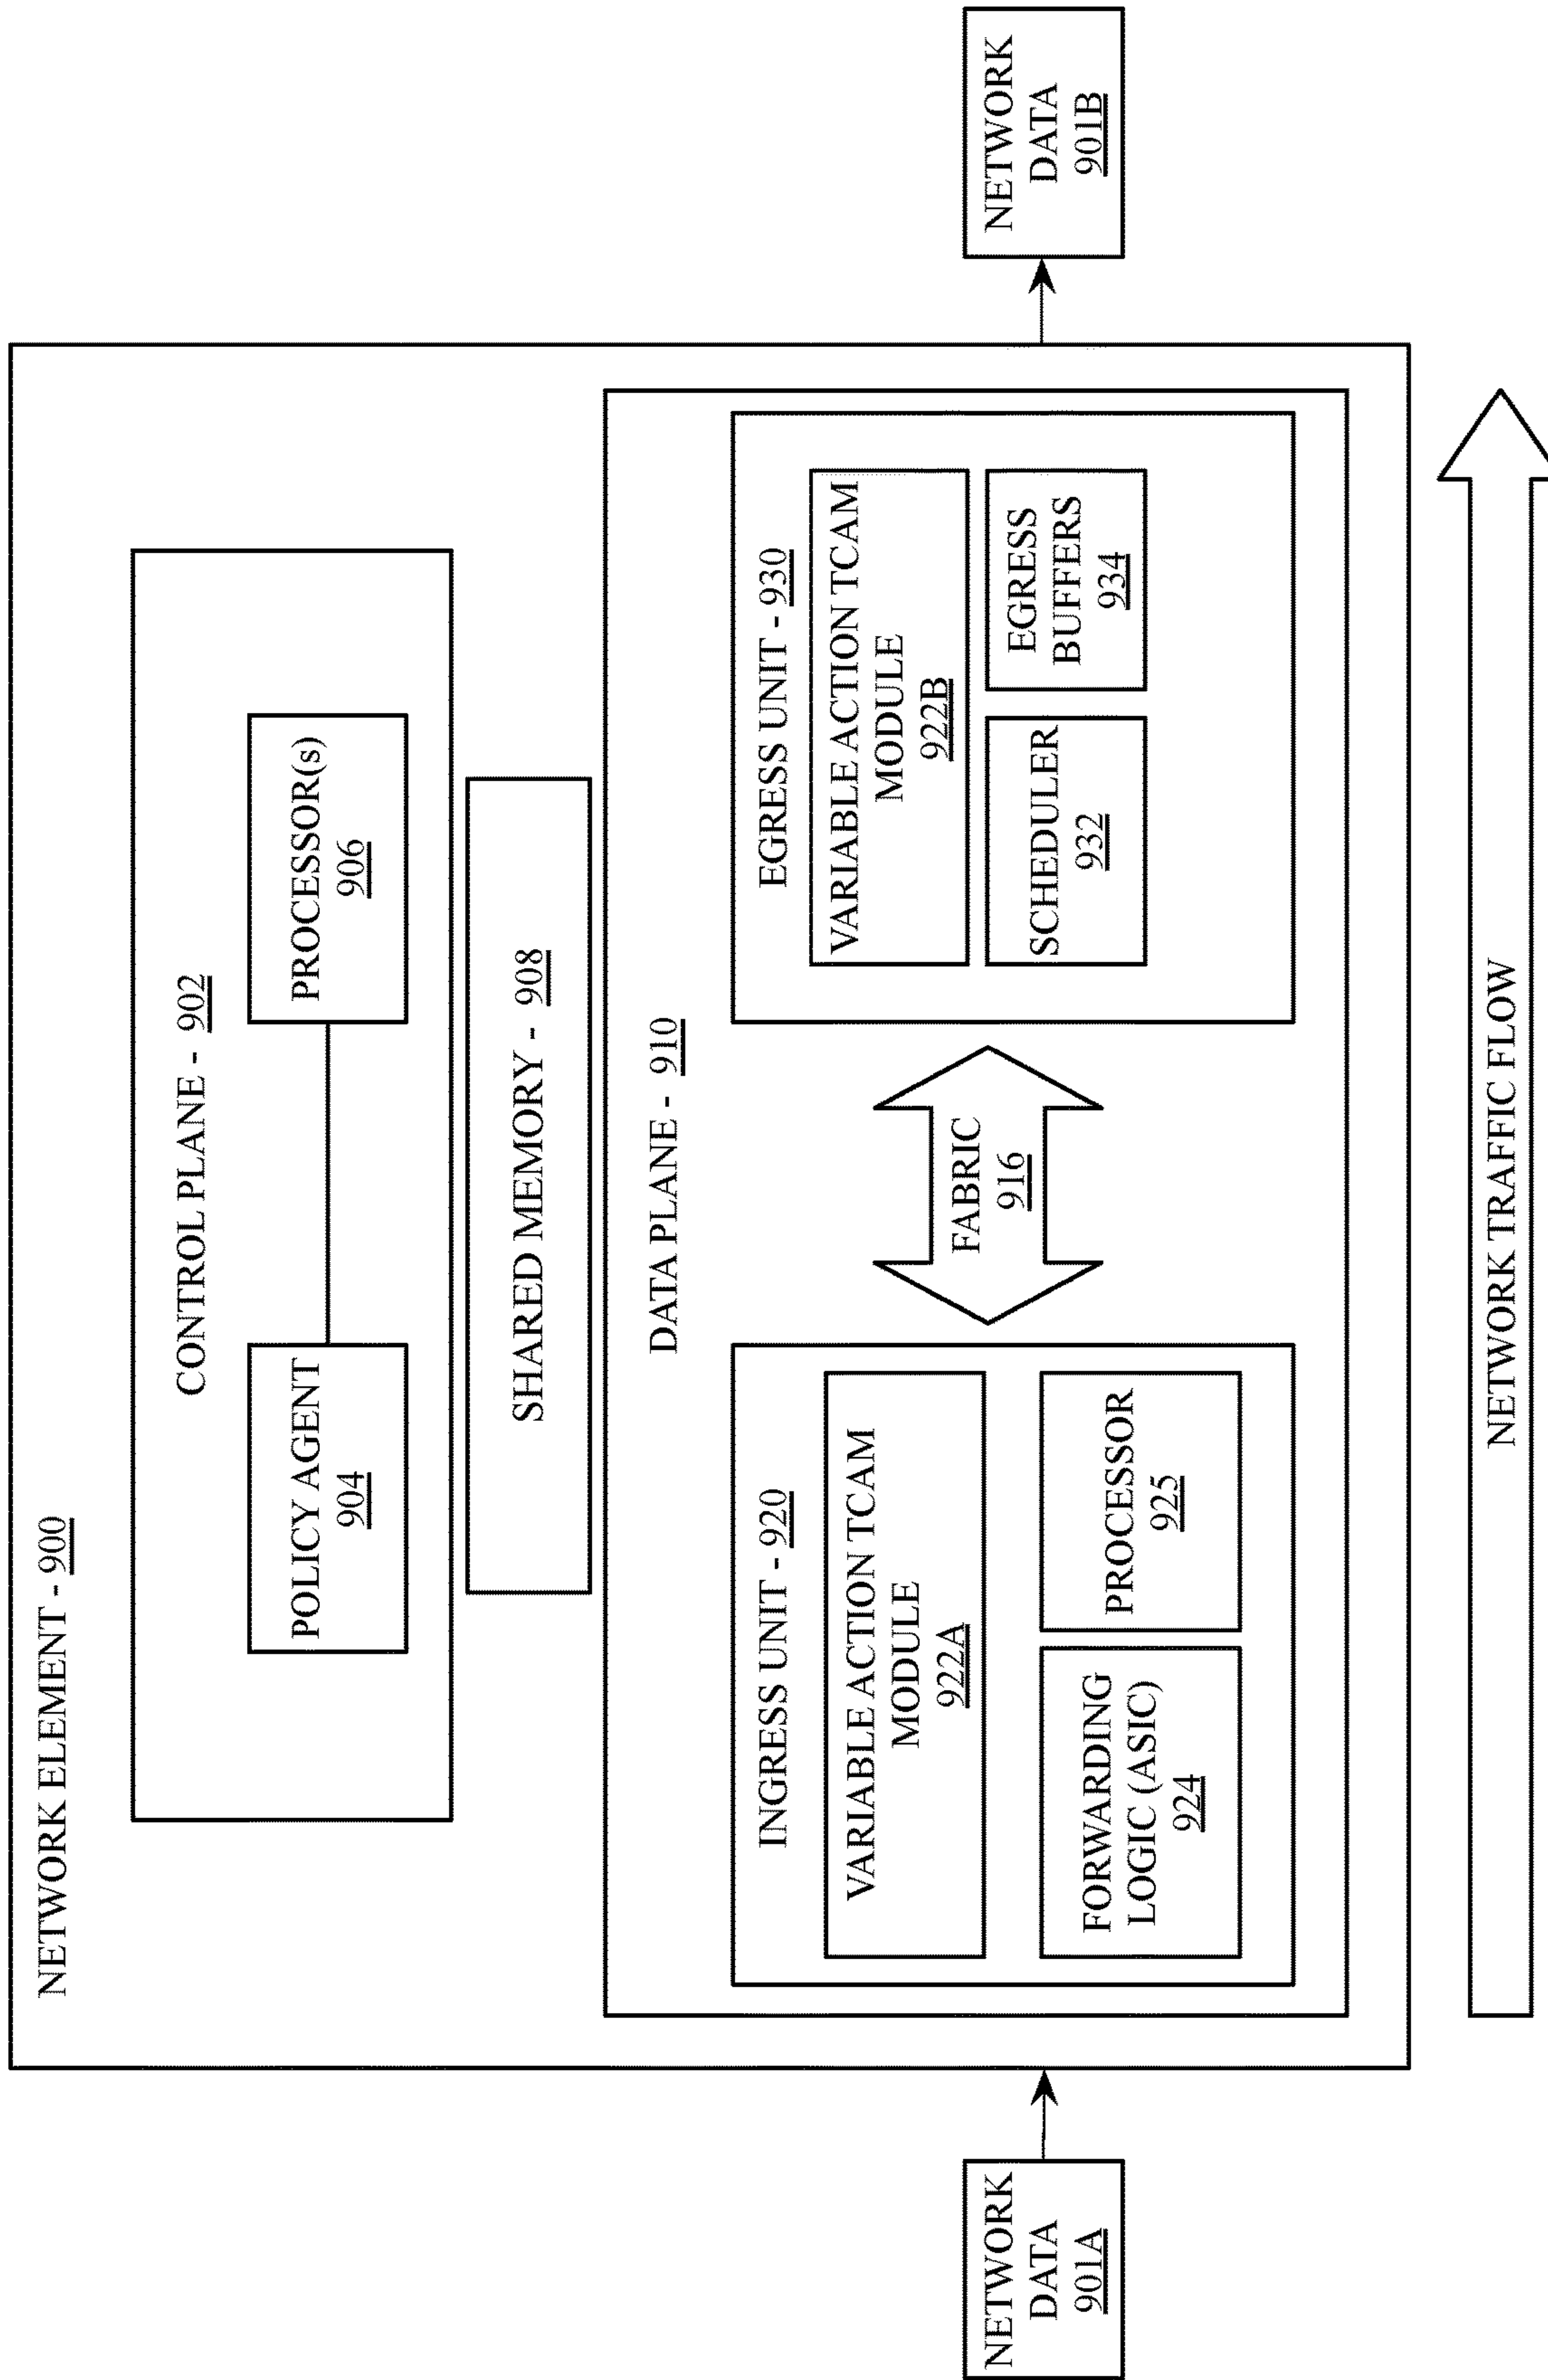 NETWORK ELEMENT - 900
CONTROL PLANE - 902
POLICY AGENT
904
PROCESSOR(s)
906
SHARED MEMORY - 908
DATA PLANE - 910
INGRESS UNIT - 920
VARIABLE ACTION TCAM
MODULE
922A
FORWARDING
LOGIC (ASIC)
924
PROCESSOR
925
FABRIC
916
EGRESS UNIT - 930
VARIABLE ACTION TCAM
MODULE
922B
SCHEDULER
932
EGRESS
BUFFERS
934
NETWORK
DATA
901A
NETWORK
DATA
901B
NETWORK TRAFFIC FLOW